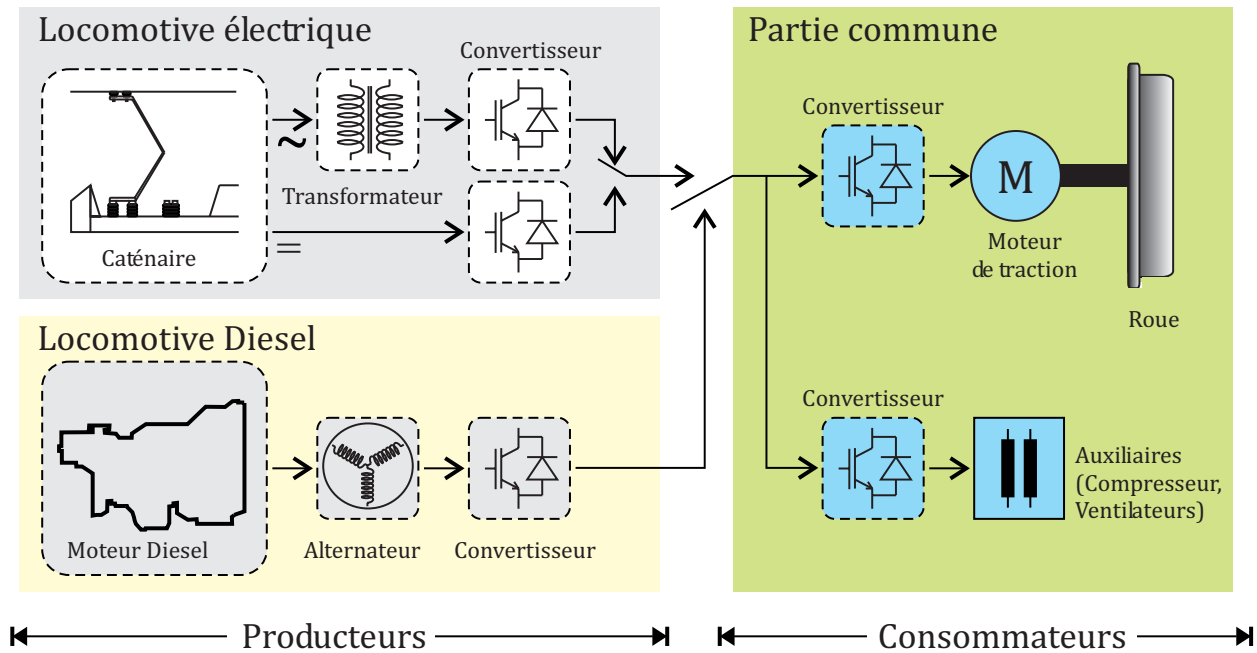 Locomotive électrique
Convertisseur
~
Transformateur
=
Caténaire
Locomotive Diesel
Moteur Diesel
Alternateur
Convertisseur
Partie commune
Convertisseur
M
Moteur
de traction
Roue
Convertisseur
Auxiliaires
(Compresseur,
Ventilateurs)
Producteurs
Consommateurs